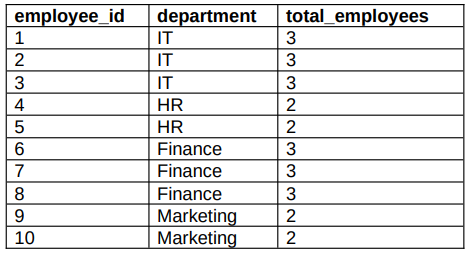 employee_id department total_employees
1 IT 3
2 IT 3
3 IT 3
4 HR 2
5 HR 2
6 Finance 3
7 Finance 3
8 Finance 3
9 Marketing 2
10 Marketing 2